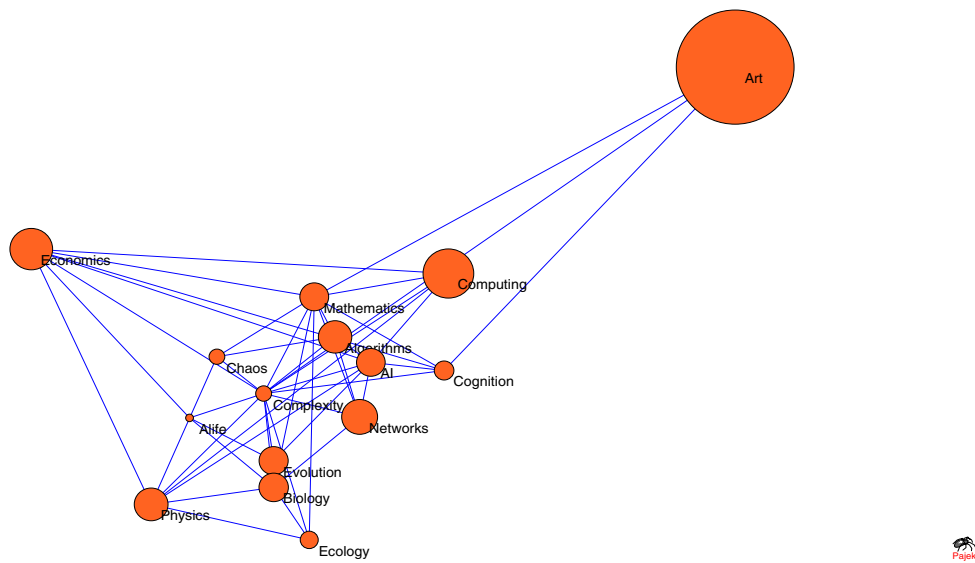 Art
Economics
Computing
Mathematics
Algorithms
Chaos
AI
Cognition
Complexity
Alife
Networks
Evolution
Biology
Physics
Ecology
Pajek